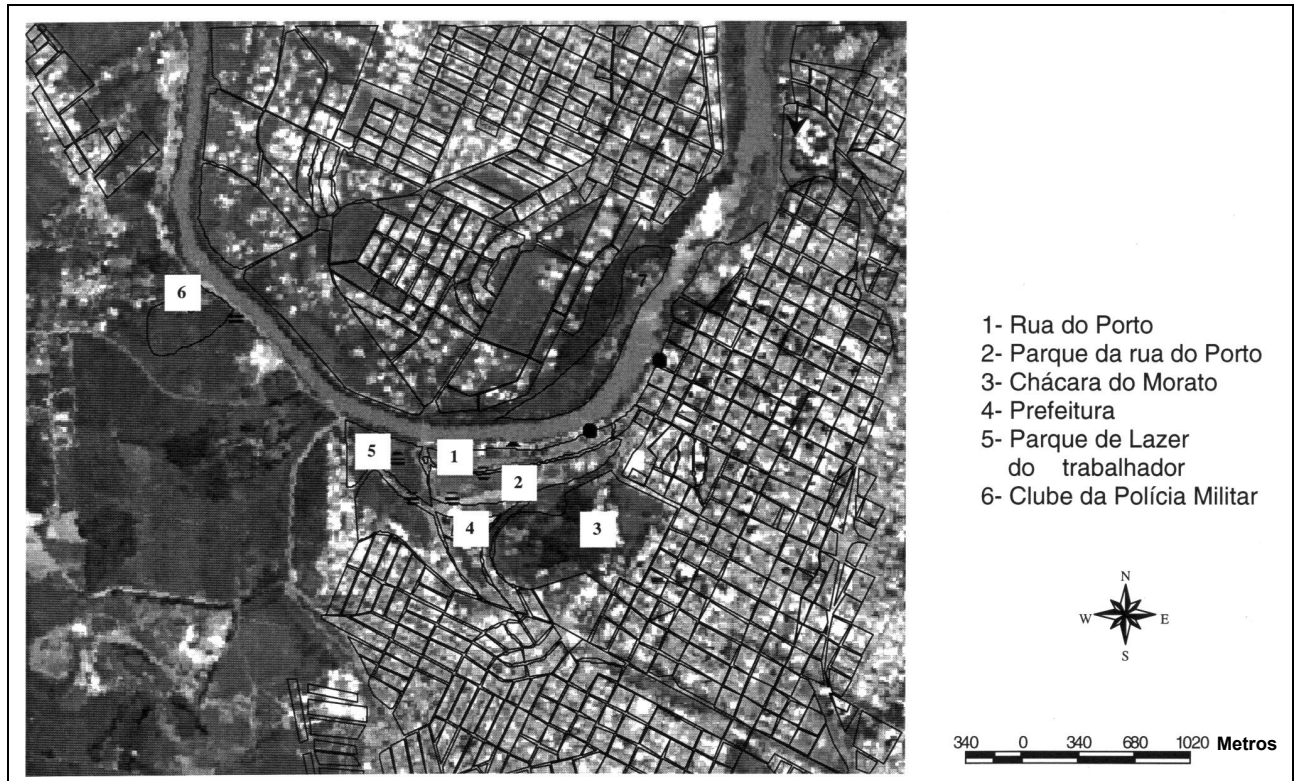 6
7
5
1
2
4
3
1- Rua do Porto
2- Parque da rua do Porto
3- Chácara do Morato
4- Prefeitura
5- Parque de Lazer
do trabalhador
6- Clube da Polícia Militar
N
W E
S
340 0 340 680 1020 Metros